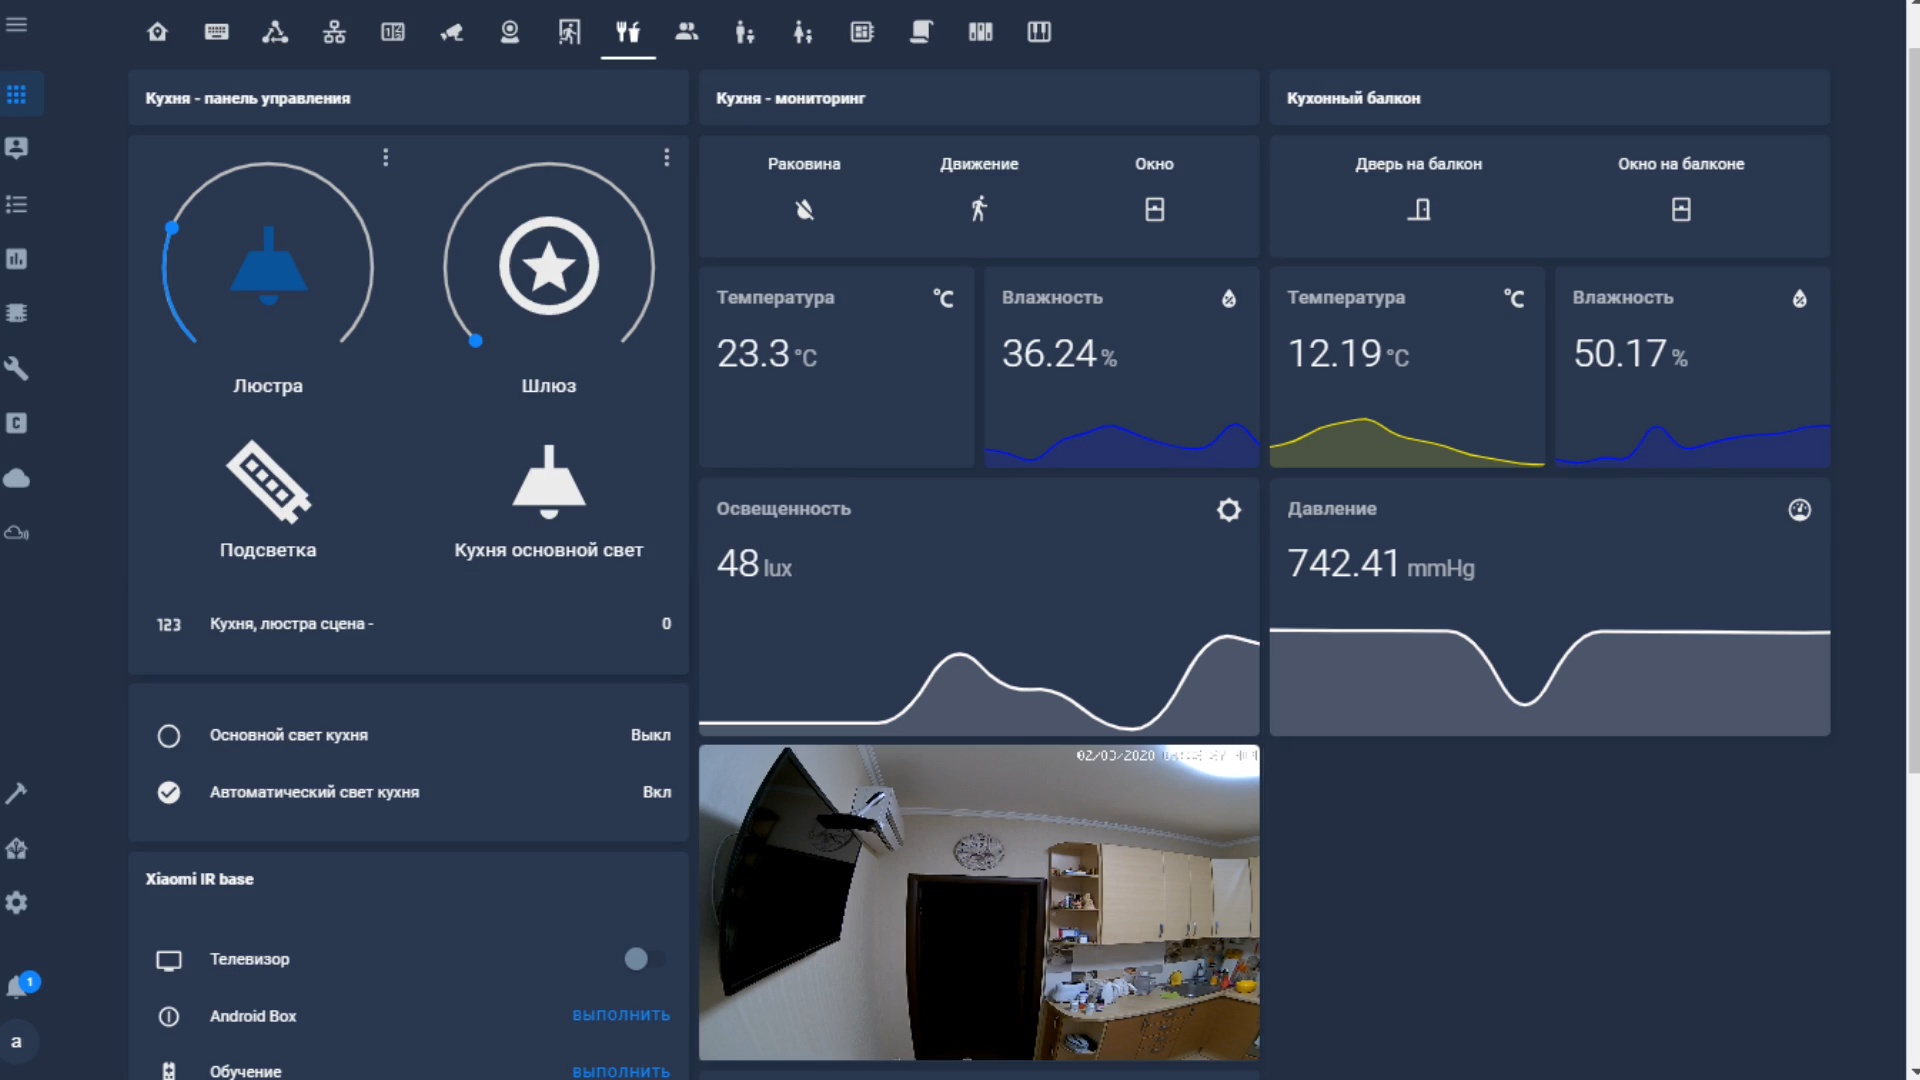 Кухня - панель управления
Люстра
Шлюз
Подсветка
Кухня основной свет
123 Кухня, люстра сцена - 0
Основной свет кухня Выкл
Автоматический свет кухня Вкл
Xiaomi IR base
Телевизор
Android Box ВЫПОЛНИТЬ
Обучение ВЫПОЛНИТЬ
Кухня - мониторинг
Раковина Движение Окно
Температура °C
23.3 °C
Влажность
36.24 %
Освещенность
48 lux
02/03/2020
Кухонный балкон
Дверь на балкон Окно на балконе
Температура °C
12.19 °C
Влажность
50.17 %
Давление
742.41 mmHg
C
1
a